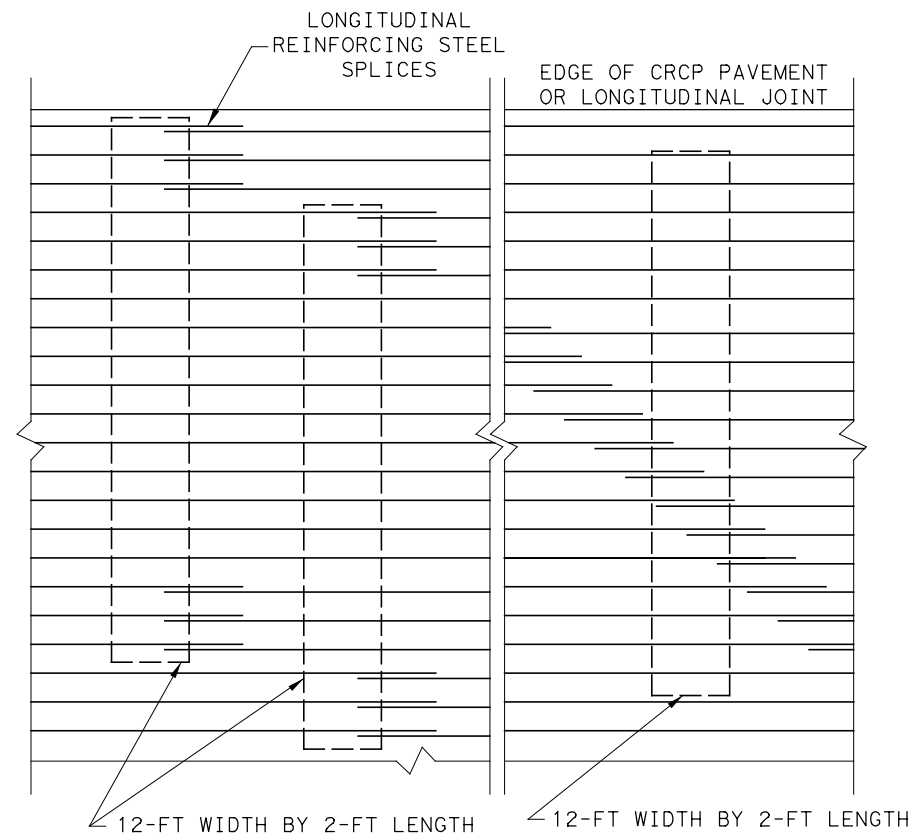 LONGITUDINAL
REINFORCING STEEL
SPLICES
EDGE OF CRCP PAVEMENT
OR LONGITUDINAL JOINT
12-FT WIDTH BY 2-FT LENGTH
12-FT WIDTH BY 2-FT LENGTH